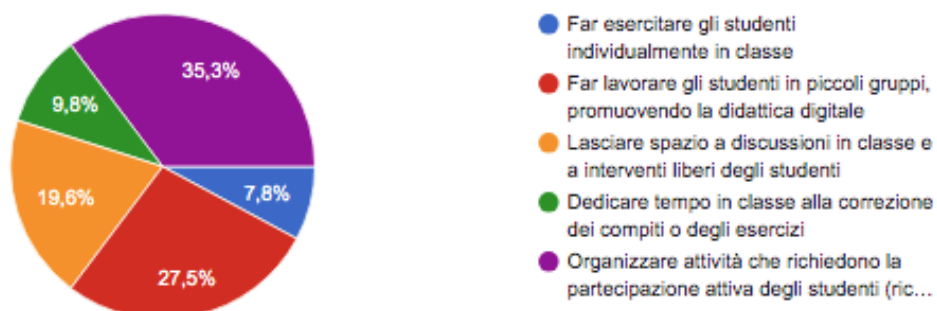 35,3%
9,8%
19,6%
7,8%
27,5%
Far esercitare gli studenti
individualmente in classe
Far lavorare gli studenti in piccoli gruppi,
promuovendo la didattica digitale
Lasciare spazio a discussioni in classe e
a interventi liberi degli studenti
Dedicare tempo in classe alla correzione
dei compiti o degli esercizi
Organizzare attività che richiedono la
partecipazione attiva degli studenti (ric...